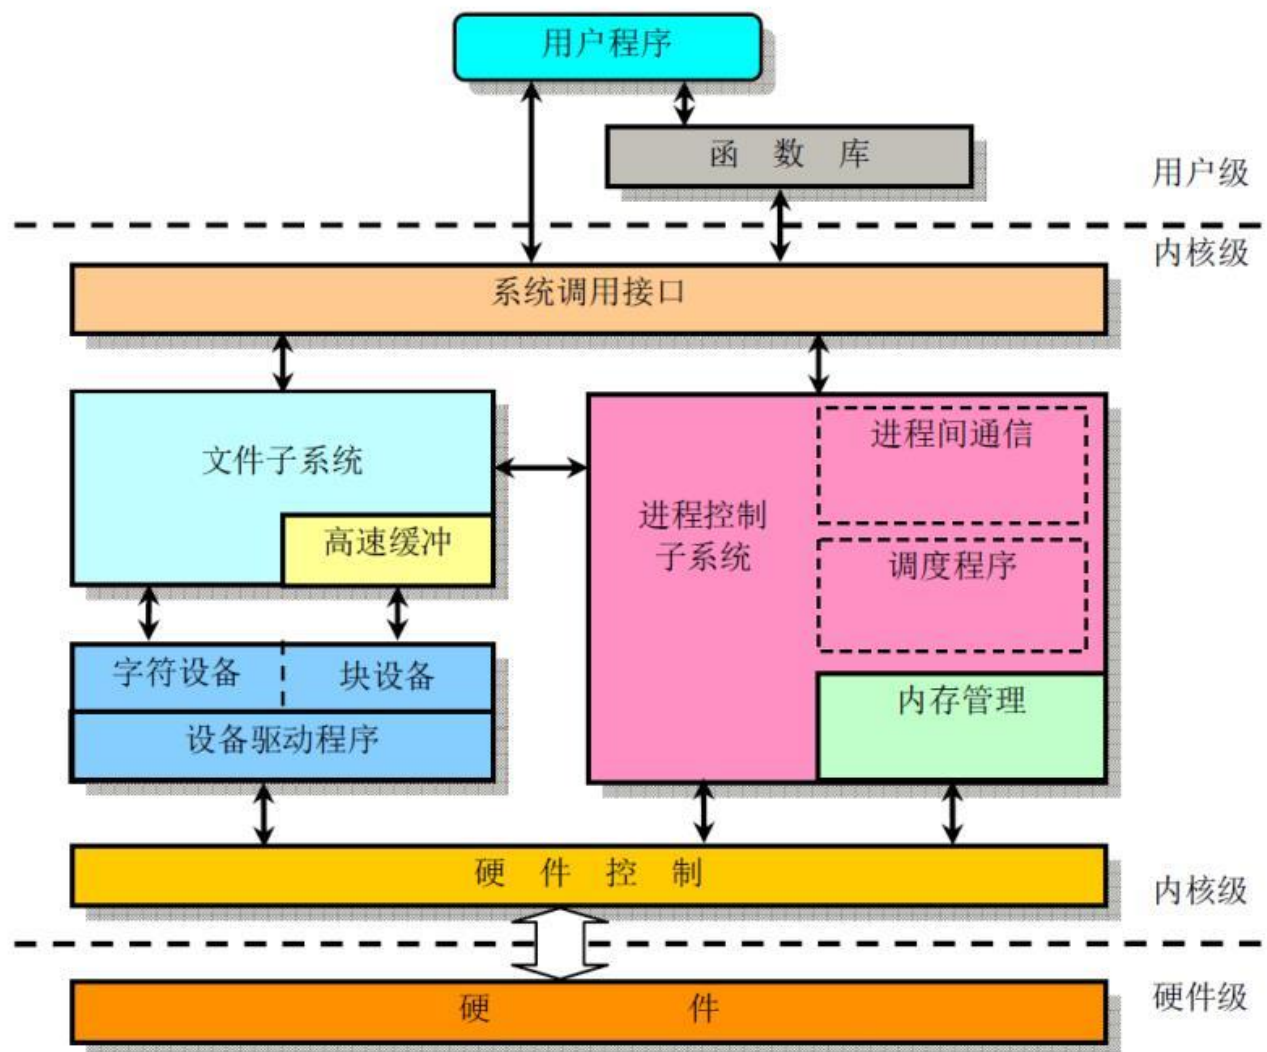 用户程序
函 数 库
用户级
内核级
系统调用接口
文件子系统
高速缓冲
进程控制
子系统
进程间通信
调度程序
内存管理
字符设备
块设备
设备驱动程序
硬 件 控 制
内核级
硬 件
硬件级